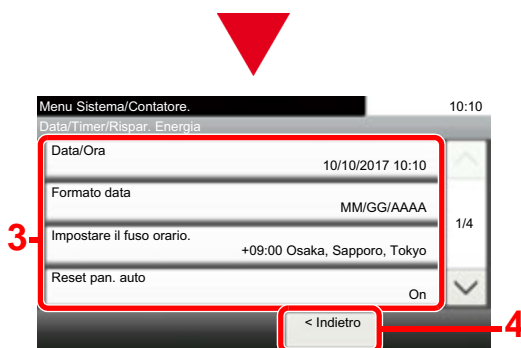 Menu Sistema/Contatore. 10:10
Data/Timer/Rispar. Energia
Data/Ora
10/10/2017 10:10
Formato data
MM/GG/AAAA
1/4
3
Impostare il fuso orario.
+09:00 Osaka, Sapporo, Tokyo
Reset pan. auto
On
< Indietro
4